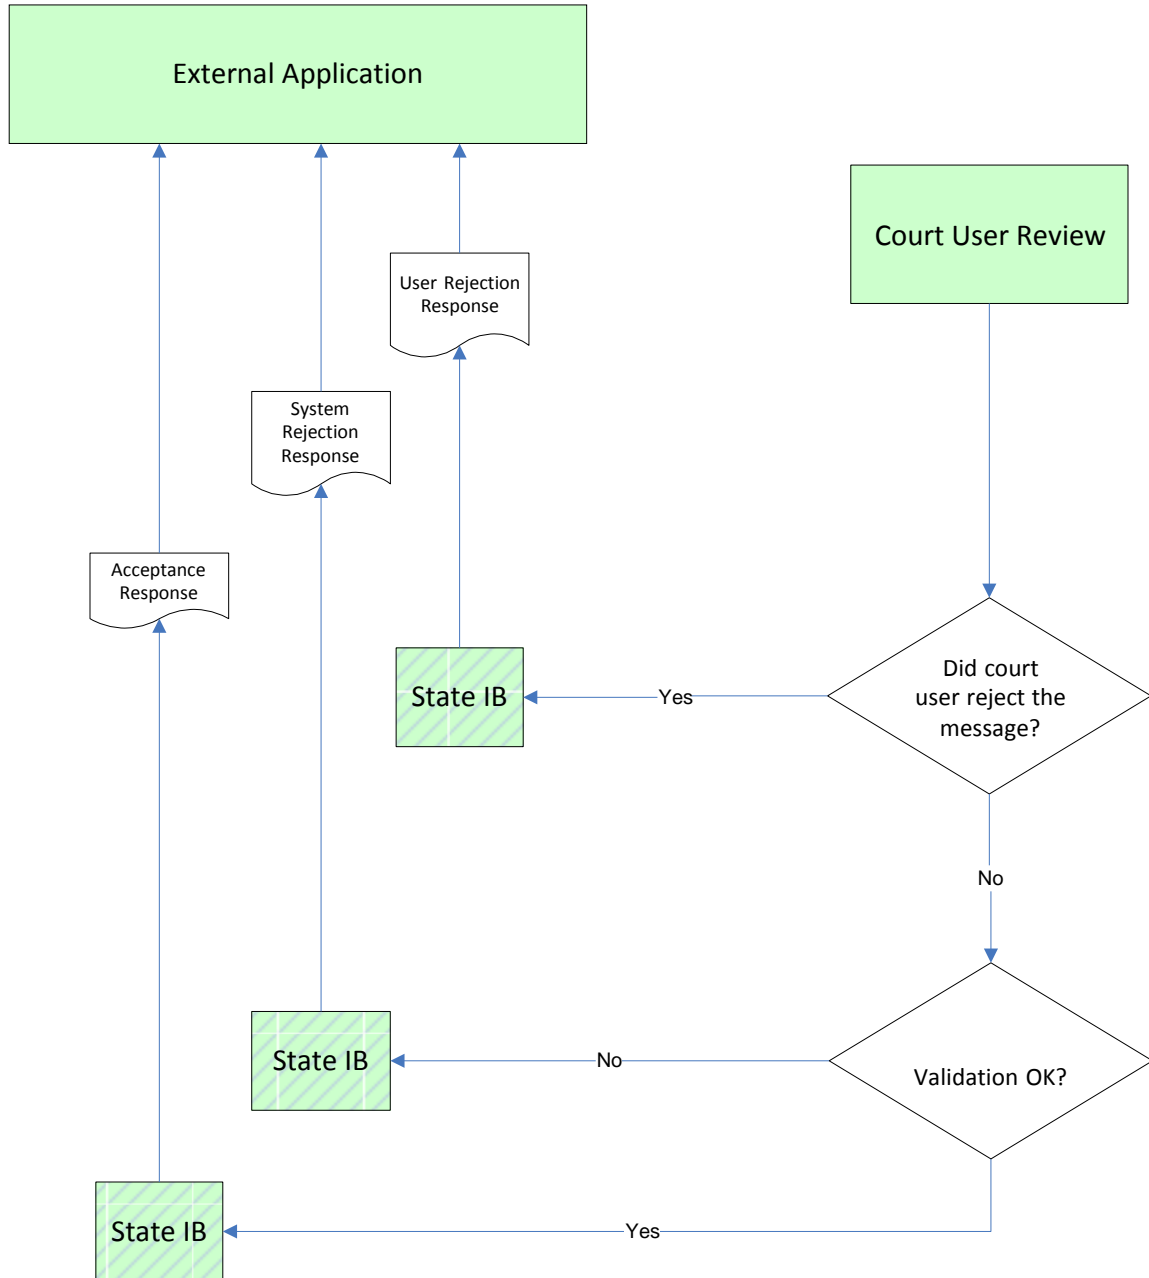 External Application
Court User Review
User Rejection
Response
System
Rejection
Response
Acceptance
Response
Did court
user reject the
message?
State IB
Yes
No
State IB
No
Validation OK?
State IB
Yes